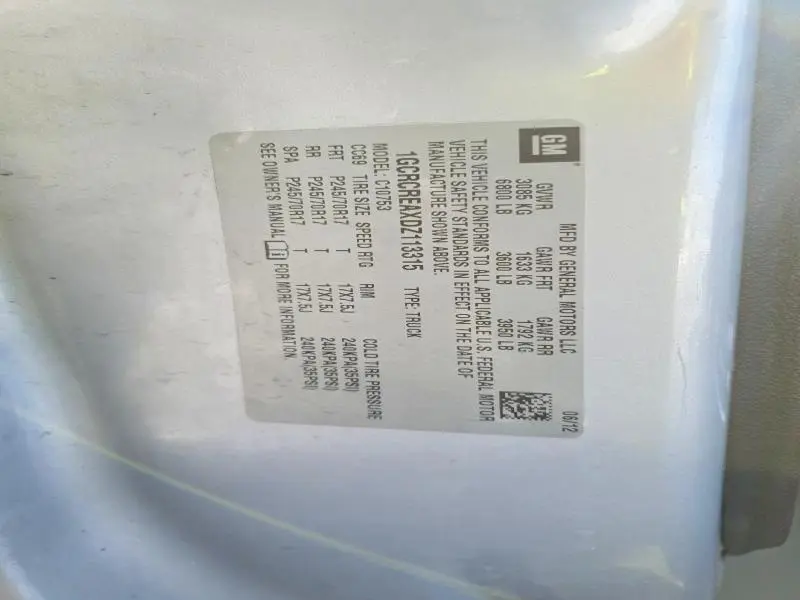 GM
MFD BY GENERAL MOTORS LLC 06/12
GVWR GAWR FRT GAWR RR
3085 KG 1633 KG 1792 KG
6800 LB 3600 LB 3950 LB
THIS VEHICLE CONFORMS TO ALL APPLICABLE U.S. FEDERAL MOTOR
VEHICLE SAFETY STANDARDS IN EFFECT ON THE DATE OF
MANUFACTURE SHOWN ABOVE.
1GCRCREAXDZ113315 TYPE: TRUCK
MODEL: C10753
CC69 TIRE SIZE SPEED RTG RIM COLD TIRE PRESSURE
FRT P245/70R17 T 17X7.5J 240KPA(35PSI)
RR P245/70R17 T 17X7.5J 240KPA(35PSI)
SPA P245/70R17 T 17X7.5J 240KPA(35PSI)
SEE OWNER'S MANUAL FOR MORE INFORMATION